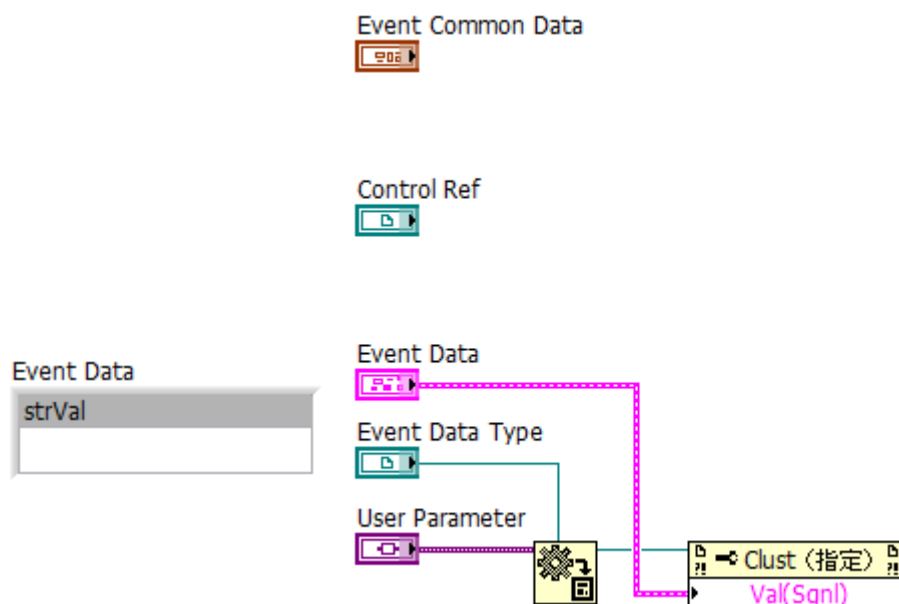 Event Common Data
Control Ref
Event Data
strVal
Event Data
Event Data Type
User Parameter
Clust (指定)
Val(Sgnl)